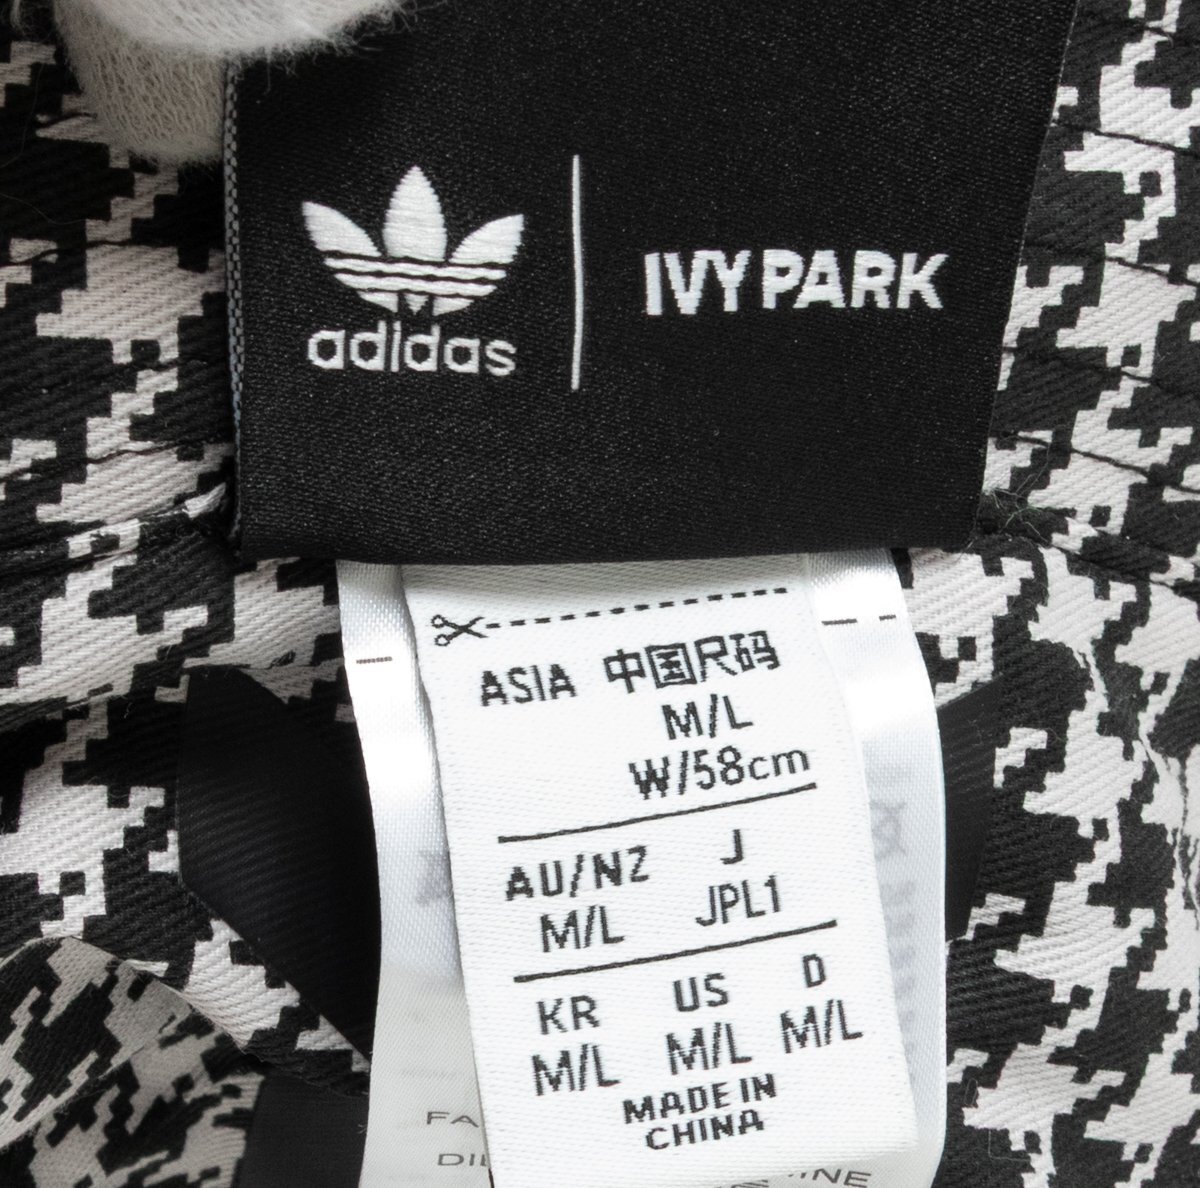 adidas
IVY PARK
ASIA 中国尺码
M/L
W/58cm
AU/NZ J
M/L JPL1
KR US D
M/L M/L M/L
MADE IN
CHINA